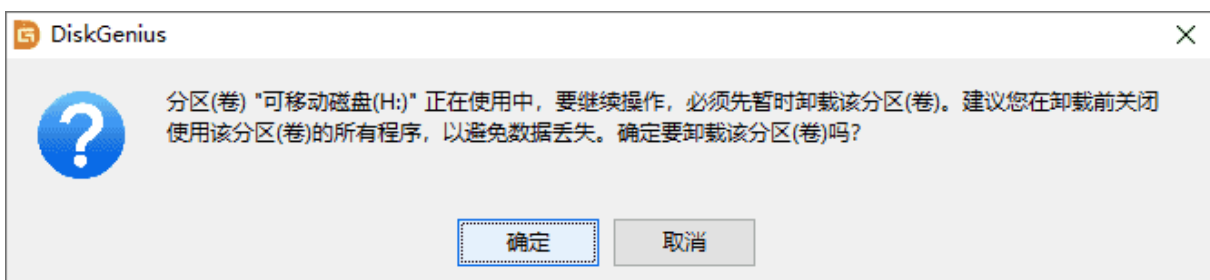 DiskGenius
分区(卷) "可移动磁盘(H:)" 正在使用中，要继续操作，必须先暂时卸载该分区(卷)。建议您在卸载前关闭
使用该分区(卷)的所有程序，以避免数据丢失。确定要卸载该分区(卷)吗?
确定
取消